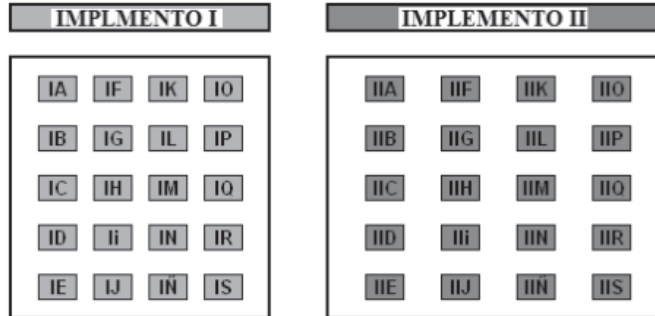 IMPLMENTO I
IMPLEMENTO II
IA IF IK IO
IB IG IL IP
IC IH IM IQ
ID Ii IN IR
IE IJ IÑ IS
IIA IIF IIK IIO
IIB IIG IIL IIP
IIC IIH IIM IIQ
IID IIi IIN IIR
IIE IIJ IIÑ IIS